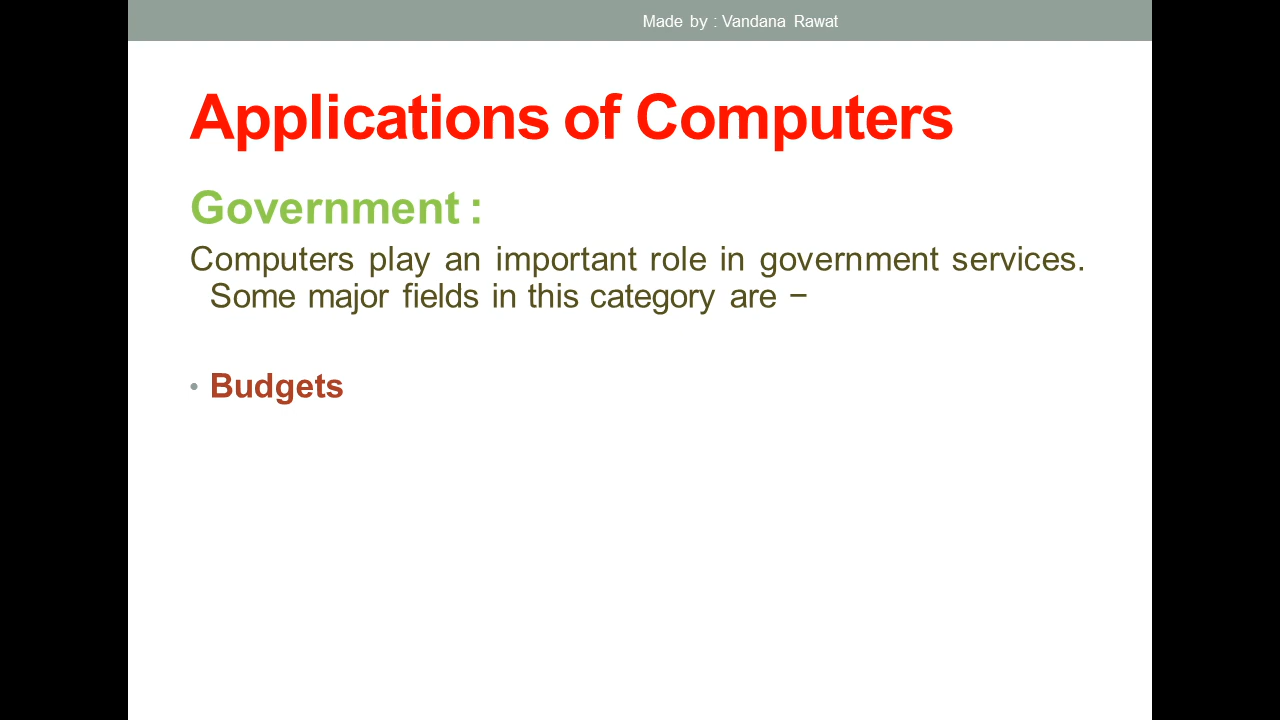 Made by : Vandana Rawat
Applications of Computers
Government :
Computers play an important role in government services.
Some major fields in this category are −
• Budgets